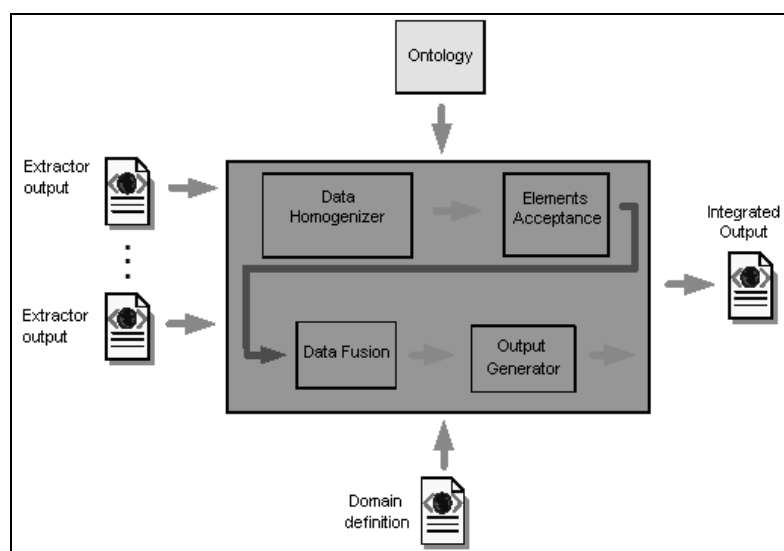 Ontology
Extractor
output
Data
Homogenizer
Elements
Acceptance
Integrated
Output
Extractor
output
Data Fusion
Output
Generator
Domain
definition